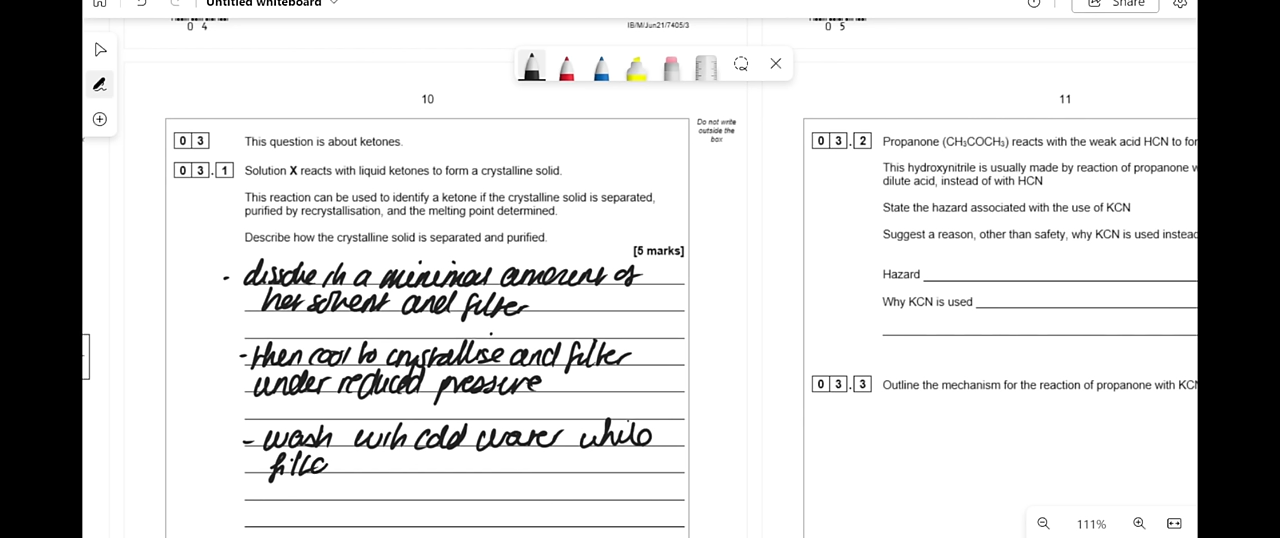 Untitled whiteboard
Share
0 4
IB/M/Jun21/7405/3
0 5
10
Do not write
outside the
box
0 3 This question is about ketones.
0 3 . 1 Solution X reacts with liquid ketones to form a crystalline solid.
This reaction can be used to identify a ketone if the crystalline solid is separated,
purified by recrystallisation, and the melting point determined.
Describe how the crystalline solid is separated and purified.
[5 marks]
- dissolve in a minimal amount of
hot solvent and filter
- then cool to crystallise and filter
under reduced pressure
- wash with cold water while
filte
11
0 3 . 2 Propanone (CH₃COCH₃) reacts with the weak acid HCN to for
This hydroxynitrile is usually made by reaction of propanone w
dilute acid, instead of with HCN
State the hazard associated with the use of KCN
Suggest a reason, other than safety, why KCN is used instead
Hazard
Why KCN is used
0 3 . 3 Outline the mechanism for the reaction of propanone with KCN
111%